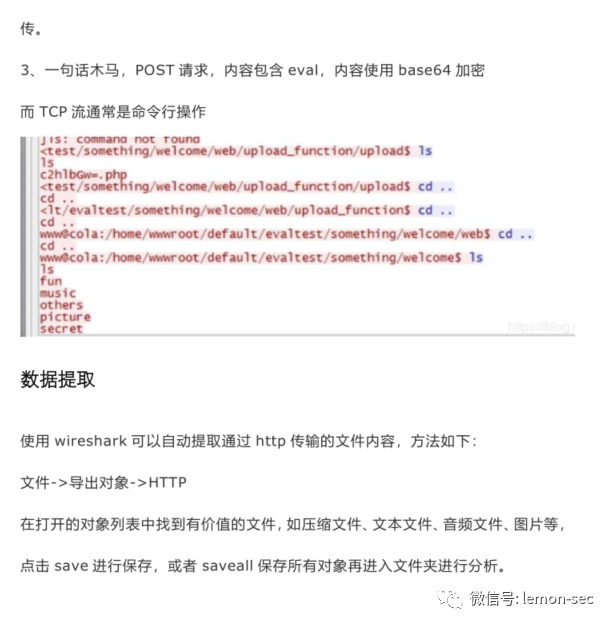 传。
3、一句话木马，POST 请求，内容包含 eval，内容使用 base64 加密
而 TCP 流通常是命令行操作
]ls: command not found
<test/something/welcome/web/upload_function/upload$ ls
ls
c2hlbGw=.php
<test/something/welcome/web/upload_function/upload$ cd ..
cd ..
<lt/evaltest/something/welcome/web/upload_function$ cd ..
cd ..
www@cola:/home/wwwroot/default/evaltest/something/welcome/web$ cd ..
cd ..
www@cola:/home/wwwroot/default/evaltest/something/welcome$ ls
ls
fun
music
others
picture
secret
https://blog.
数据提取
使用 wireshark 可以自动提取通过 http 传输的文件内容，方法如下：
文件->导出对象->HTTP
在打开的对象列表中找到有价值的文件，如压缩文件、文本文件、音频文件、图片等，
点击 save 进行保存，或者 saveall 保存所有对象再进入文件夹进行分析。
微信号: lemon-sec